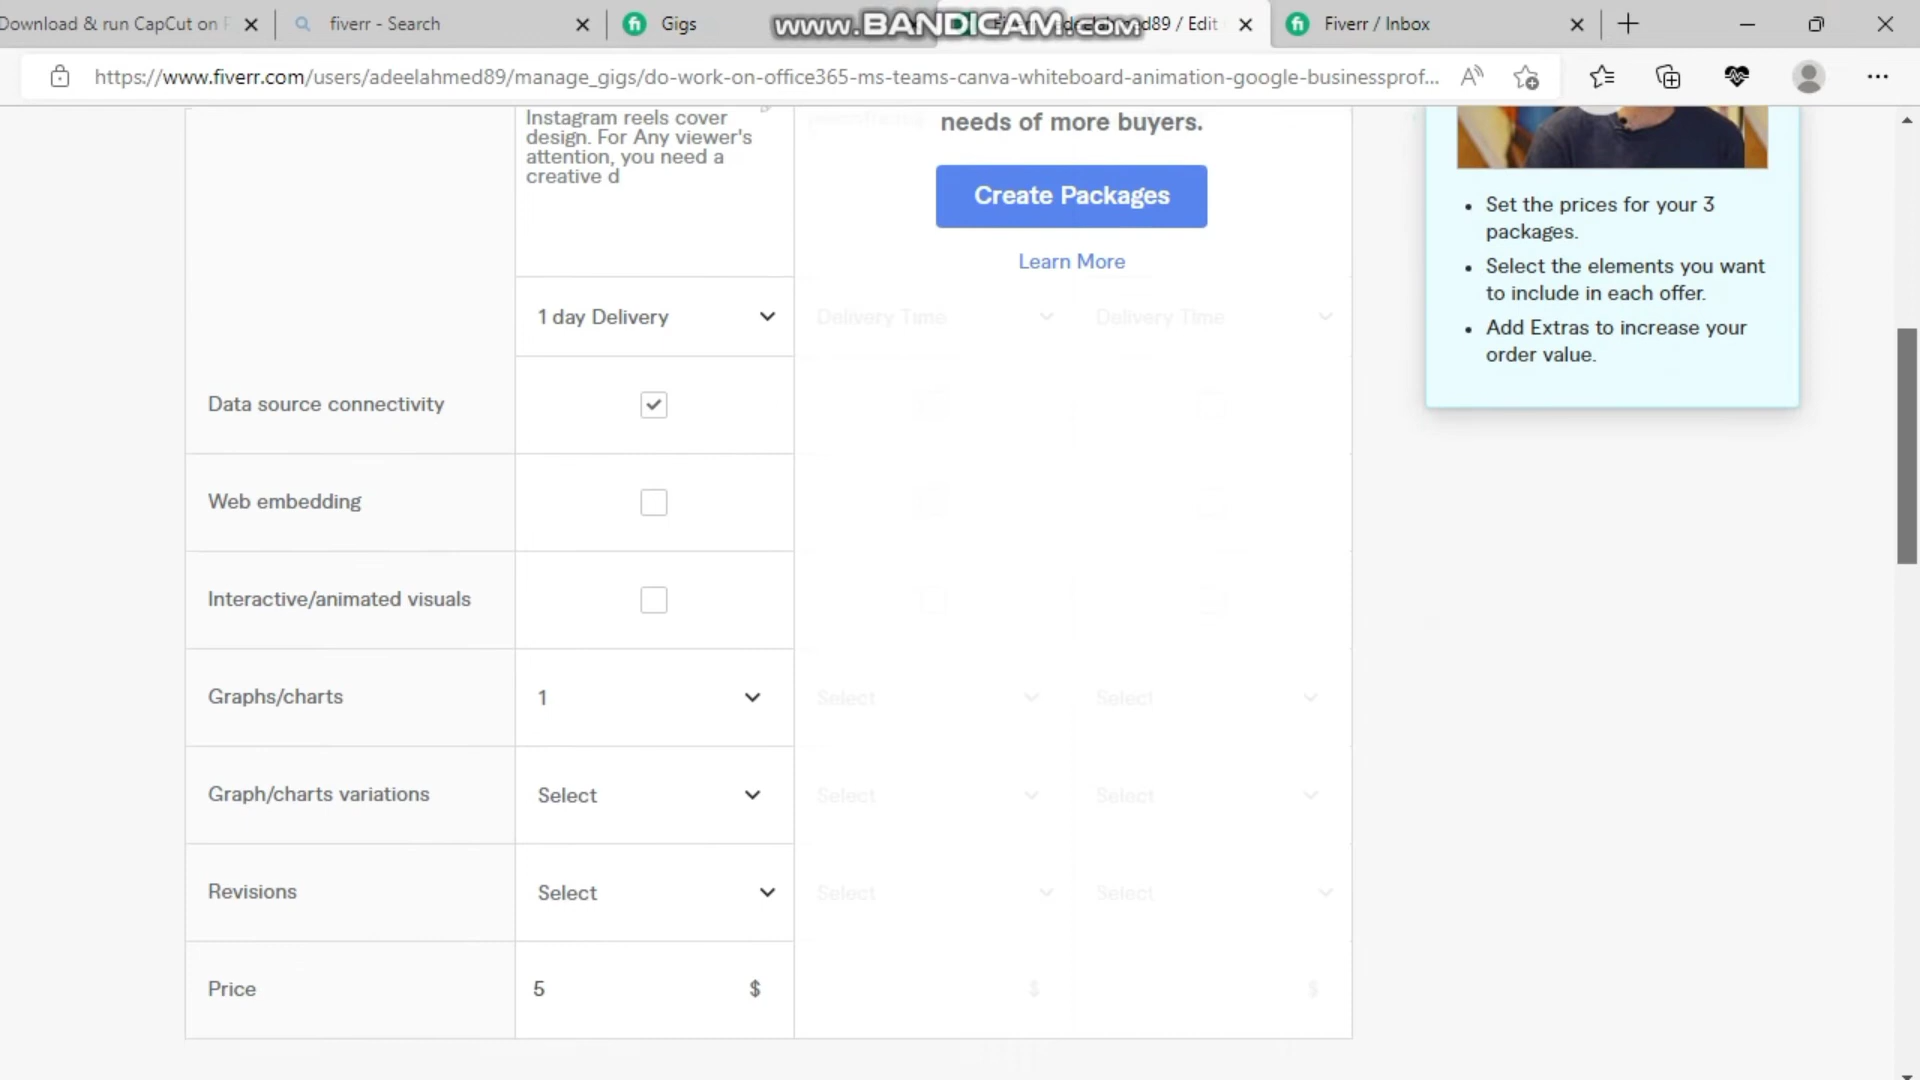 Download & run CapCut on
fiverr - Search
Gigs
www.BANDICAM.com
d89 / Edit
Fiverr / Inbox
https://www.fiverr.com/users/adeelahmed89/manage_gigs/do-work-on-office365-ms-teams-canva-whiteboard-animation-google-businessprof...
Instagram reels cover
design. For Any viewer's
attention, you need a
creative d
needs of more buyers.
Create Packages
Learn More
Set the prices for your 3
packages.
Select the elements you want
to include in each offer.
Add Extras to increase your
order value.
1 day Delivery
Delivery Time
Delivery Time
Data source connectivity
Web embedding
Interactive/animated visuals
Graphs/charts
1
Select
Select
Graph/charts variations
Select
Select
Select
Revisions
Select
Select
Select
Price
5
$
$
$